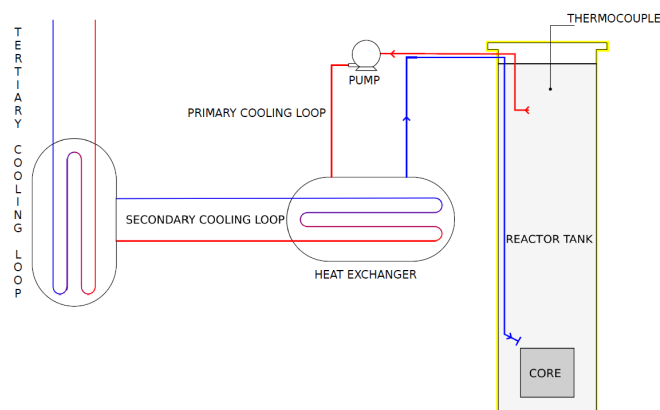 THERMOCOUPLE
PUMP
PRIMARY COOLING LOOP
TERTIARY COOLING LOOP
SECONDARY COOLING LOOP
REACTOR TANK
HEAT EXCHANGER
CORE